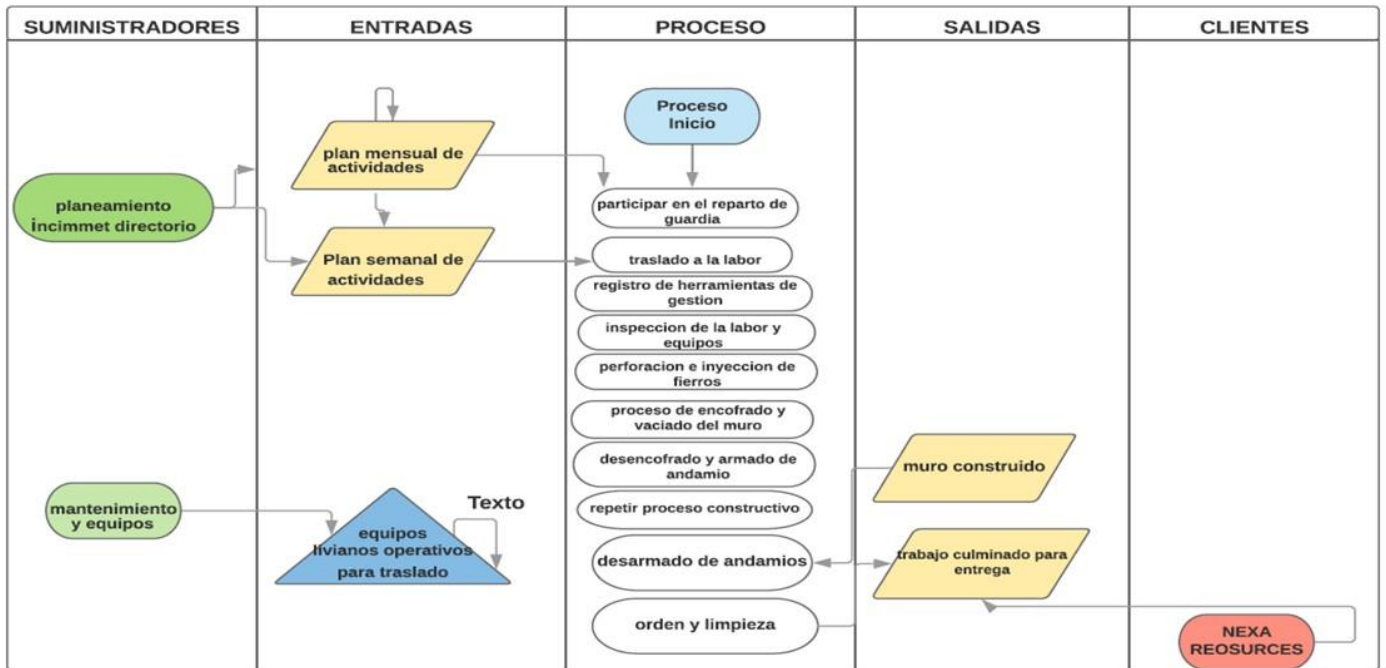 SUMINISTRADORES
ENTRADAS
PROCESO
SALIDAS
CLIENTES
planeamiento
incimmet directorio
mantenimiento
y equipos
plan mensual de
actividades
Plan semanal de
actividades
Texto
equipos
livianos operativos
para traslado
Proceso
Inicio
participar en el reparto de
guardia
traslado a la labor
registro de herramientas de
gestion
inspeccion de la labor y
equipos
perforacion e inyeccion de
fierros
proceso de encofrado y
vaciado del muro
desencofrado y armado de
andamio
repetir proceso constructivo
desarmado de andamios
orden y limpieza
muro construido
trabajo culminado para
entrega
NEXA
REOSURCES